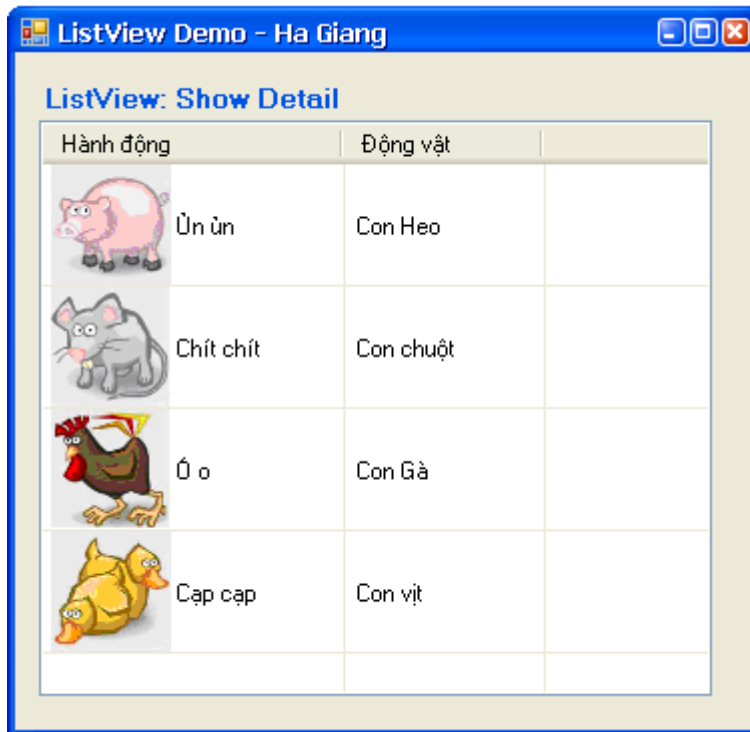 ListView Demo - Ha Giang
ListView: Show Detail
Hành động Động vật
Ủn ủn Con Heo
Chít chít Con chuột
Ó o Con Gà
Cạp cạp Con vịt